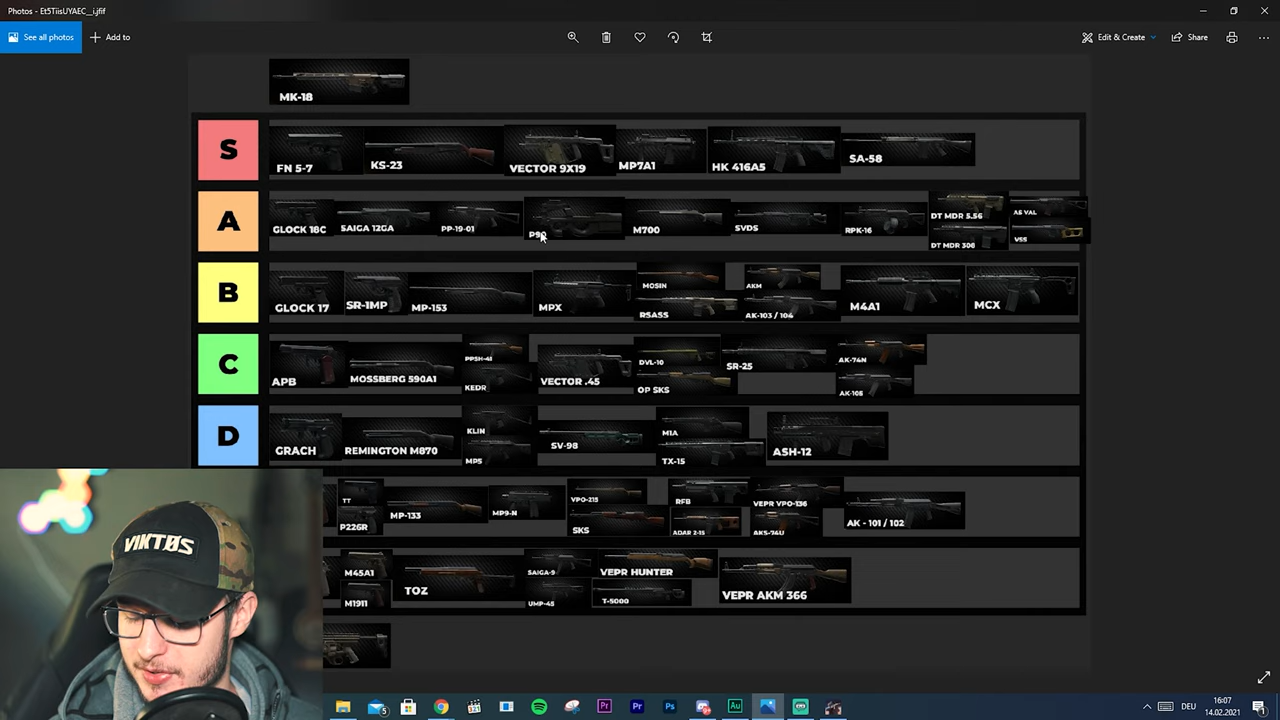 Photos - Et5TiisUYAEC__i.jfif
See all photos
Add to
Edit & Create
Share
MK-18
S
FN 5-7
KS-23
VECTOR 9X19
MP7A1
HK 416A5
SA-58
A
GLOCK 18C
SAIGA 12GA
PP-19-01
P90
M700
SVDS
RPK-16
DT MDR 5.56
AS VAL
DT MDR 308
VSS
B
GLOCK 17
SR-1MP
MP-153
MPX
MOSIN
RSASS
AKM
AK-103 / 104
M4A1
MCX
C
APB
MOSSBERG 590A1
PPSH-41
KEDR
VECTOR .45
DVL-10
OP SKS
SR-25
AK-74N
AK-105
D
GRACH
REMINGTON M870
KLIN
MP5
SV-98
M1A
TX-15
ASH-12
TT
P226R
MP-133
MP9-N
VPO-215
SKS
RFB
ADAR 2-15
VEPR VPO-136
AKS-74U
AK - 101 / 102
M45A1
M1911
TOZ
SAIGA-9
UMP-45
VEPR HUNTER
T-5000
VEPR AKM 366
VIKTØS
5
Pr
Pr
Ps
Au
DEU
16:07
14.02.2021